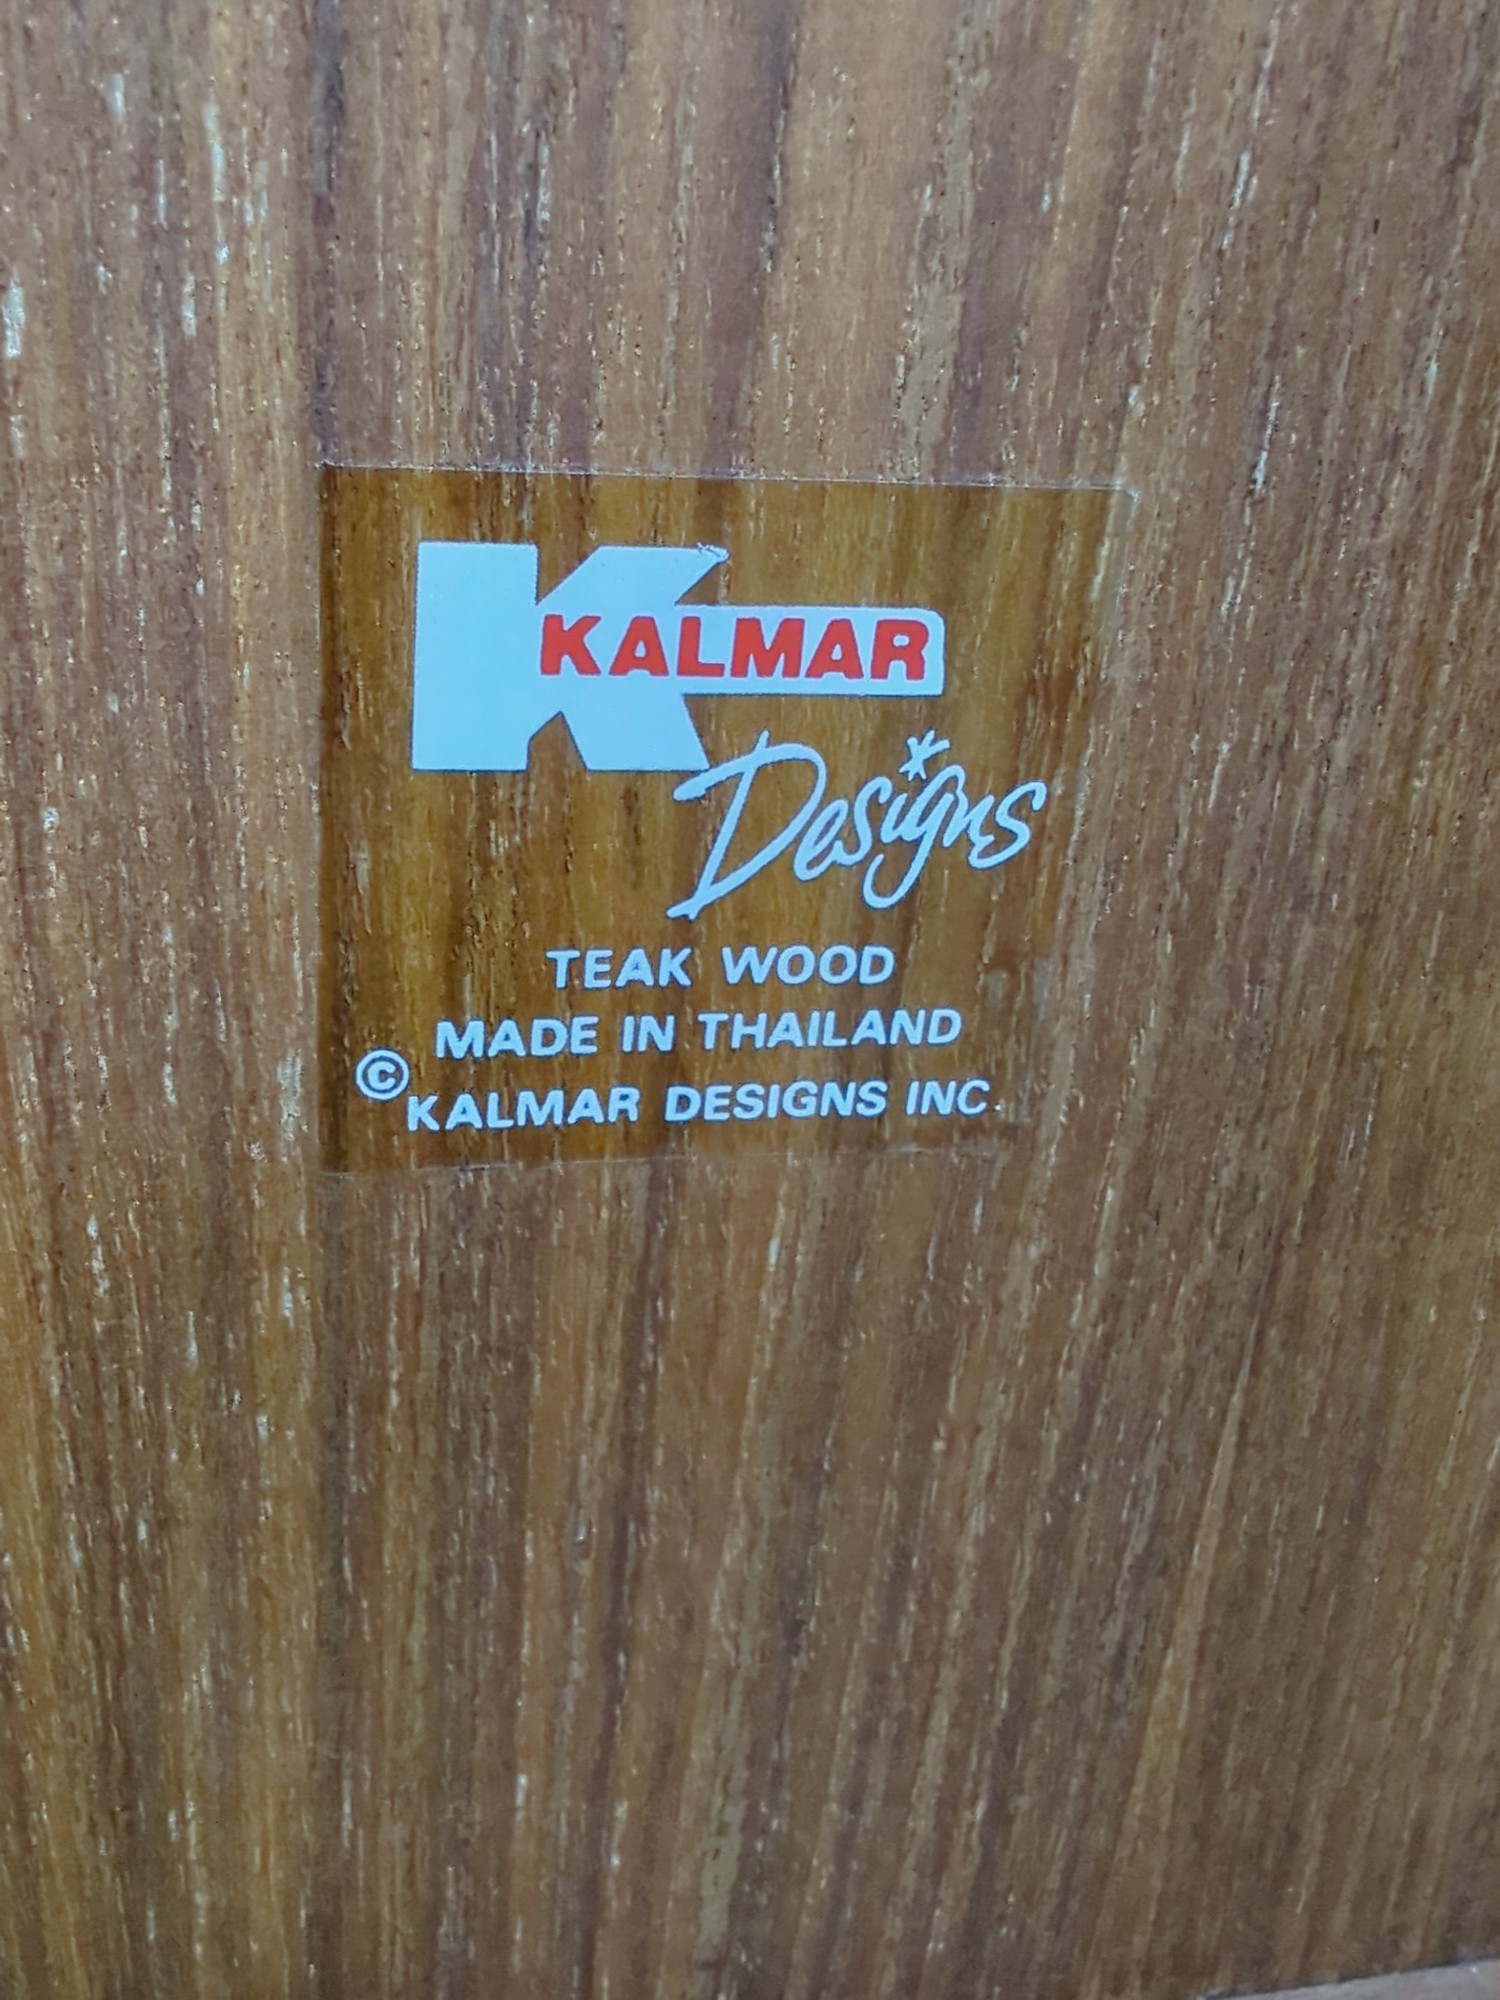 K
KALMAR
Designs
TEAK WOOD
MADE IN THAILAND
© KALMAR DESIGNS INC.